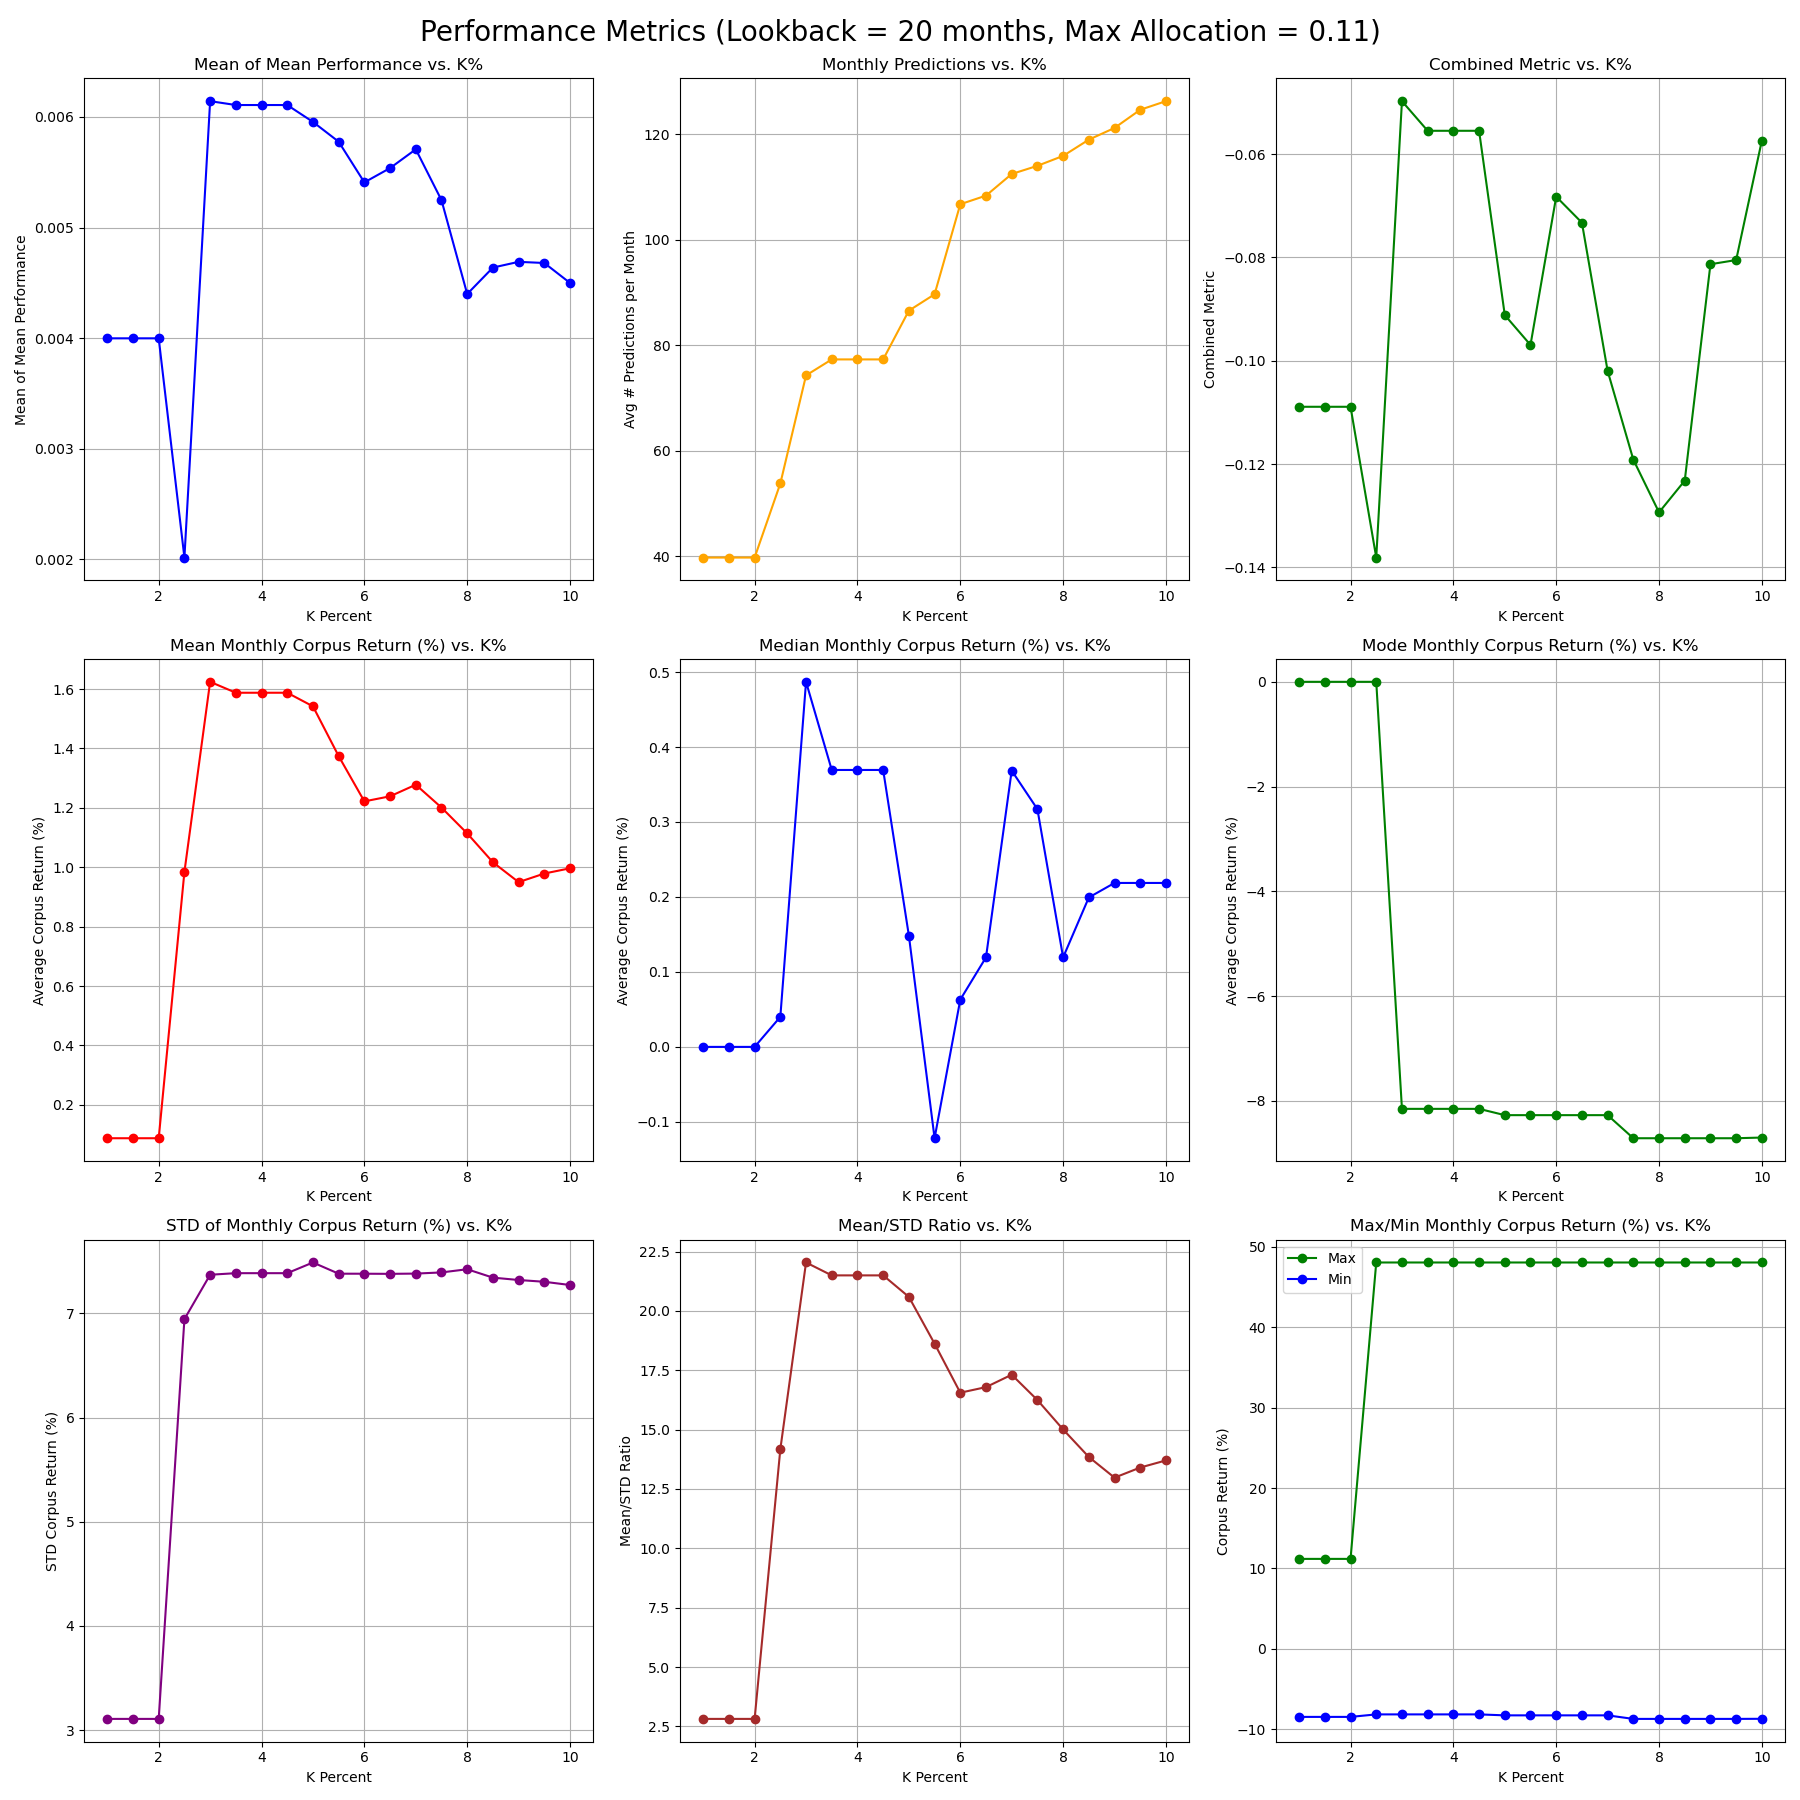 Performance Metrics (Lookback = 20 months, Max Allocation = 0.11)
Mean of Mean Performance vs. K%
Mean of Mean Performance
0.006
0.005
0.004
0.003
0.002
2 4 6 8 10
K Percent
Monthly Predictions vs. K%
Avg # Predictions per Month
120
100
80
60
40
2 4 6 8 10
K Percent
Combined Metric vs. K%
Combined Metric
−0.06
−0.08
−0.10
−0.12
−0.14
2 4 6 8 10
K Percent
Mean Monthly Corpus Return (%) vs. K%
Average Corpus Return (%)
1.6
1.4
1.2
1.0
0.8
0.6
0.4
0.2
2 4 6 8 10
K Percent
Median Monthly Corpus Return (%) vs. K%
Average Corpus Return (%)
0.5
0.4
0.3
0.2
0.1
0.0
−0.1
2 4 6 8 10
K Percent
Mode Monthly Corpus Return (%) vs. K%
Average Corpus Return (%)
0
−2
−4
−6
−8
2 4 6 8 10
K Percent
STD of Monthly Corpus Return (%) vs. K%
STD Corpus Return (%)
7
6
5
4
3
2 4 6 8 10
K Percent
Mean/STD Ratio vs. K%
Mean/STD Ratio
22.5
20.0
17.5
15.0
12.5
10.0
7.5
5.0
2.5
2 4 6 8 10
K Percent
Max/Min Monthly Corpus Return (%) vs. K%
Corpus Return (%)
Max
Min
50
40
30
20
10
0
−10
2 4 6 8 10
K Percent